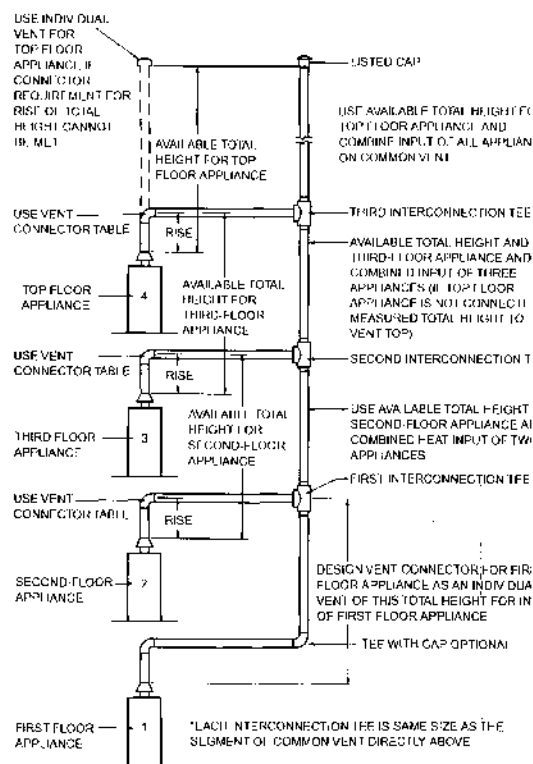 USE INDIVIDUAL
VENT FOR
TOP FLOOR
APPLIANCE IF
CONNECTOR
REQUIREMENT FOR
RISE OF TOTAL
HEIGHT CANNOT
BE MET
LISTED CAP
USE AVAILABLE TOTAL HEIGHT FO
TOP FLOOR APPLIANCE AND
COMBINE INPUT OF ALL APPLIAN
ON COMMON VENT
AVAILABLE TOTAL
HEIGHT FOR TOP
FLOOR APPLIANCE
USE VENT
CONNECTOR TABLE
RISE
THIRD INTERCONNECTION TEE
TOP FLOOR
APPLIANCE
4
AVAILABLE TOTAL
HEIGHT FOR
THIRD-FLOOR
APPLIANCE
AVAILABLE TOTAL HEIGHT AND
THIRD-FLOOR APPLIANCE AND
COMBINED INPUT OF THREE
APPLIANCES (IF TOP FLOOR
APPLIANCE IS NOT CONNECTE
MEASURED TOTAL HEIGHT TO
VENT TOP)
USE VENT
CONNECTOR TABLE
RISE
SECOND INTERCONNECTION T
THIRD FLOOR
APPLIANCE
3
AVAILABLE TOTAL
HEIGHT FOR
SECOND-FLOOR
APPLIANCE
USE AVAILABLE TOTAL HEIGHT
SECOND-FLOOR APPLIANCE A
COMBINED HEAT INPUT OF TWO
APPLIANCES
USE VENT
CONNECTOR TABLE
RISE
FIRST INTERCONNECTION TEE
SECOND-FLOOR
APPLIANCE
2
DESIGN VENT CONNECTOR FOR FIR
FLOOR APPLIANCE AS AN INDIVIDUA
VENT OF THIS TOTAL HEIGHT FOR IN
OF FIRST FLOOR APPLIANCE
TEE WITH CAP OPTIONAL
FIRST FLOOR
APPLIANCE
1
*EACH INTERCONNECTION TEE IS SAME SIZE AS THE
SEGMENT OF COMMON VENT DIRECTLY ABOVE